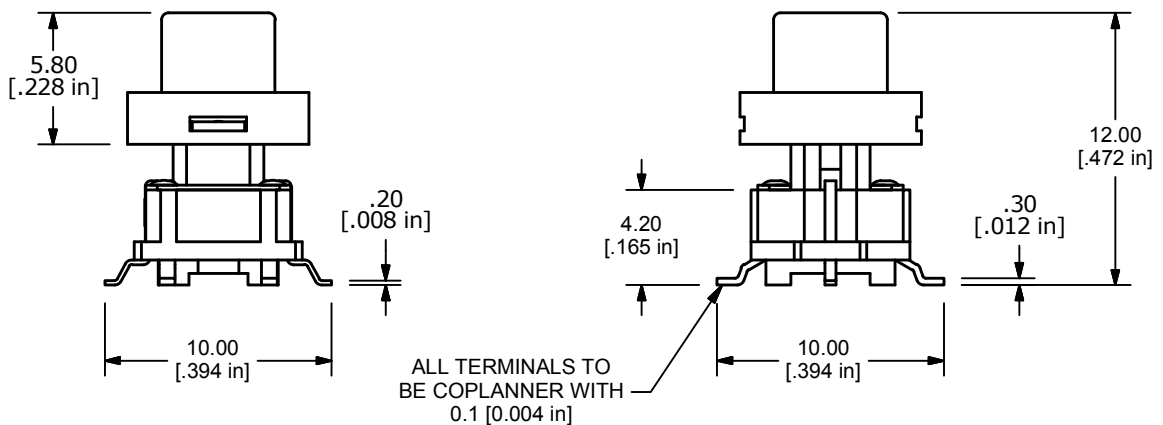 5.80
[.228 in]
.20
[.008 in]
10.00
[.394 in]
4.20
[.165 in]
.30
[.012 in]
12.00
[.472 in]
10.00
[.394 in]
ALL TERMINALS TO
BE COPLANNER WITH
0.1 [0.004 in]